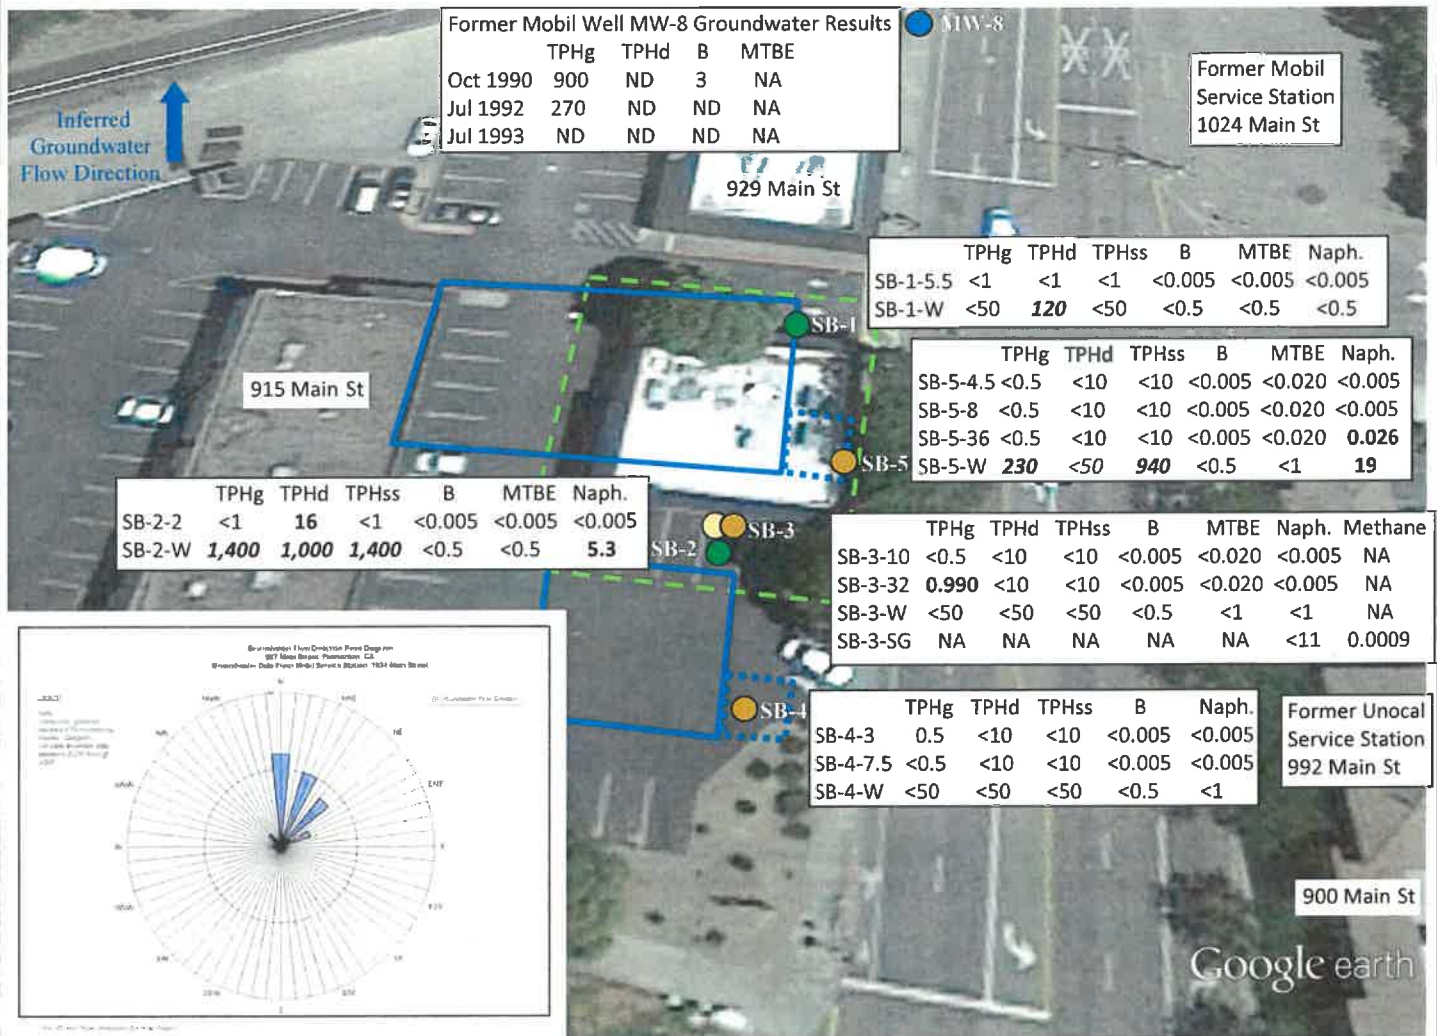 Former Mobil Well MW-8 Groundwater Results
TPHg TPHd B MTBE
Oct 1990 900 ND 3 NA
Jul 1992 270 ND ND NA
Jul 1993 ND ND ND NA
MW-8
Former Mobil
Service Station
1024 Main St
Inferred
Groundwater
Flow Direction
929 Main St
TPHg TPHd TPHss B MTBE Naph.
SB-1-5.5 <1 <1 <1 <0.005 <0.005 <0.005
SB-1-W <50 120 <50 <0.5 <0.5 <0.5
SB-1
TPHg TPHd TPHss B MTBE Naph.
SB-5-4.5 <0.5 <10 <10 <0.005 <0.020 <0.005
SB-5-8 <0.5 <10 <10 <0.005 <0.020 <0.005
SB-5-36 <0.5 <10 <10 <0.005 <0.020 0.026
SB-5-W 230 <50 940 <0.5 <1 19
915 Main St
SB-5
TPHg TPHd TPHss B MTBE Naph.
SB-2-2 <1 16 <1 <0.005 <0.005 <0.005
SB-2-W 1,400 1,000 1,400 <0.5 <0.5 5.3
SB-3
SB-2
TPHg TPHd TPHss B MTBE Naph. Methane
SB-3-10 <0.5 <10 <10 <0.005 <0.020 <0.005 NA
SB-3-32 0.990 <10 <10 <0.005 <0.020 <0.005 NA
SB-3-W <50 <50 <50 <0.5 <1 <1 NA
SB-3-SG NA NA NA NA NA <11 0.0009
SB-4
TPHg TPHd TPHss B Naph.
SB-4-3 0.5 <10 <10 <0.005 <0.005
SB-4-7.5 <0.5 <10 <10 <0.005 <0.005
SB-4-W <50 <50 <50 <0.5 <1
Former Unocal
Service Station
992 Main St
900 Main St
Google earth